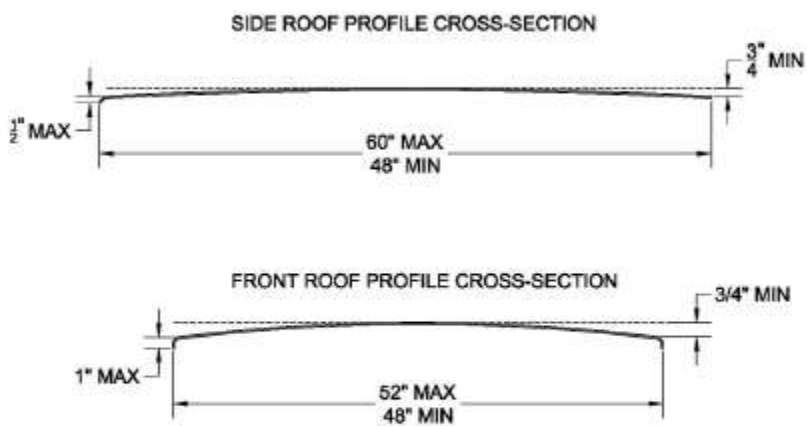 SIDE ROOF PROFILE CROSS-SECTION
3/4" MIN
1/2" MAX
60" MAX
48" MIN
FRONT ROOF PROFILE CROSS-SECTION
3/4" MIN
1" MAX
52" MAX
48" MIN